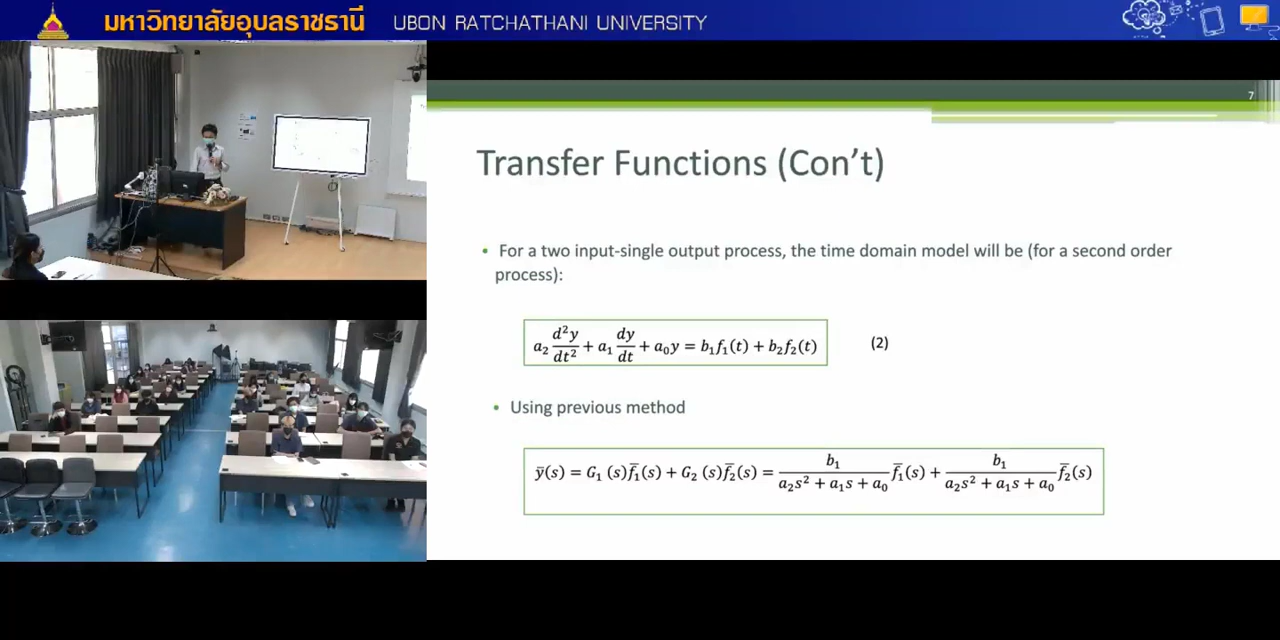 มหาวิทยาลัยอุบลราชธานี UBON RATCHATHANI UNIVERSITY
7
Transfer Functions (Con't)
• For a two input-single output process, the time domain model will be (for a second order
process):
a₂ d²y/dt² + a₁ dy/dt + a₀y = b₁f₁(t) + b₂f₂(t) (2)
• Using previous method
ȳ(s) = G₁ (s)f̄₁(s) + G₂ (s)f̄₂(s) = b₁/(a₂s² + a₁s + a₀) f̄₁(s) + b₁/(a₂s² + a₁s + a₀) f̄₂(s)